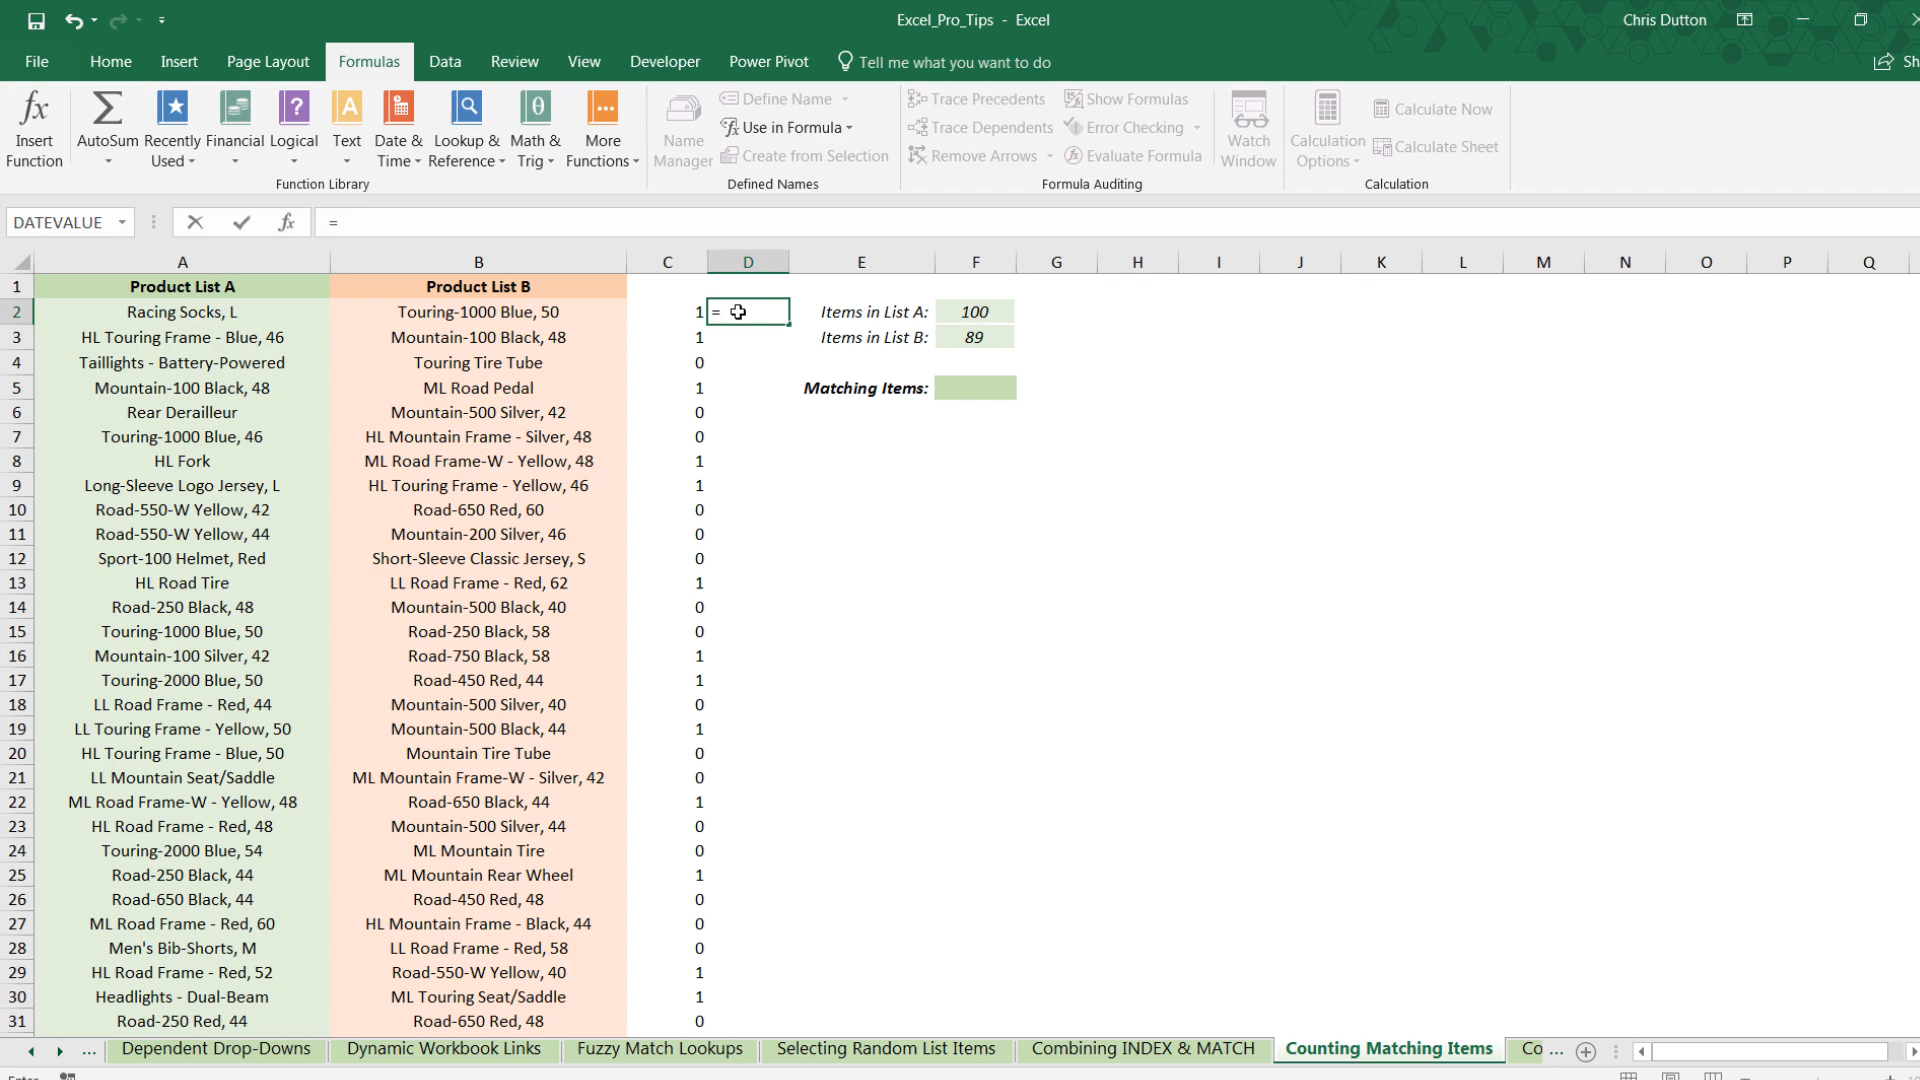 Excel_Pro_Tips - Excel
Chris Dutton
File Home Insert Page Layout Formulas Data Review View Developer Power Pivot Tell me what you want to do Sh
fx Σ ? A θ
Insert Function
AutoSum
Recently Used
Financial
Logical
Text
Date & Time
Lookup & Reference
Math & Trig
More Functions
Function Library
Name Manager
Define Name
Use in Formula
Create from Selection
Defined Names
Trace Precedents
Trace Dependents
Remove Arrows
Show Formulas
Error Checking
Evaluate Formula
Formula Auditing
Watch Window
Calculation Options
Calculate Now
Calculate Sheet
Calculation
DATEVALUE fx =
A B C D E F G H I J K L M N O P Q
1 Product List A Product List B
2 Racing Socks, L Touring-1000 Blue, 50 1 = Items in List A: 100
3 HL Touring Frame - Blue, 46 Mountain-100 Black, 48 1 Items in List B: 89
4 Taillights - Battery-Powered Touring Tire Tube 0
5 Mountain-100 Black, 48 ML Road Pedal 1 Matching Items:
6 Rear Derailleur Mountain-500 Silver, 42 0
7 Touring-1000 Blue, 46 HL Mountain Frame - Silver, 48 0
8 HL Fork ML Road Frame-W - Yellow, 48 1
9 Long-Sleeve Logo Jersey, L HL Touring Frame - Yellow, 46 1
10 Road-550-W Yellow, 42 Road-650 Red, 60 0
11 Road-550-W Yellow, 44 Mountain-200 Silver, 46 0
12 Sport-100 Helmet, Red Short-Sleeve Classic Jersey, S 0
13 HL Road Tire LL Road Frame - Red, 62 1
14 Road-250 Black, 48 Mountain-500 Black, 40 0
15 Touring-1000 Blue, 50 Road-250 Black, 58 0
16 Mountain-100 Silver, 42 Road-750 Black, 58 1
17 Touring-2000 Blue, 50 Road-450 Red, 44 1
18 LL Road Frame - Red, 44 Mountain-500 Silver, 40 0
19 LL Touring Frame - Yellow, 50 Mountain-500 Black, 44 1
20 HL Touring Frame - Blue, 50 Mountain Tire Tube 0
21 LL Mountain Seat/Saddle ML Mountain Frame-W - Silver, 42 0
22 ML Road Frame-W - Yellow, 48 Road-650 Black, 44 1
23 HL Road Frame - Red, 48 Mountain-500 Silver, 44 0
24 Touring-2000 Blue, 54 ML Mountain Tire 0
25 Road-250 Black, 44 ML Mountain Rear Wheel 1
26 Road-650 Black, 44 Road-450 Red, 48 0
27 ML Road Frame - Red, 60 HL Mountain Frame - Black, 44 0
28 Men's Bib-Shorts, M LL Road Frame - Red, 58 0
29 HL Road Frame - Red, 52 Road-550-W Yellow, 40 1
30 Headlights - Dual-Beam ML Touring Seat/Saddle 1
31 Road-250 Red, 44 Road-650 Red, 48 0
... Dependent Drop-Downs Dynamic Workbook Links Fuzzy Match Lookups Selecting Random List Items Combining INDEX & MATCH Counting Matching Items Co ...